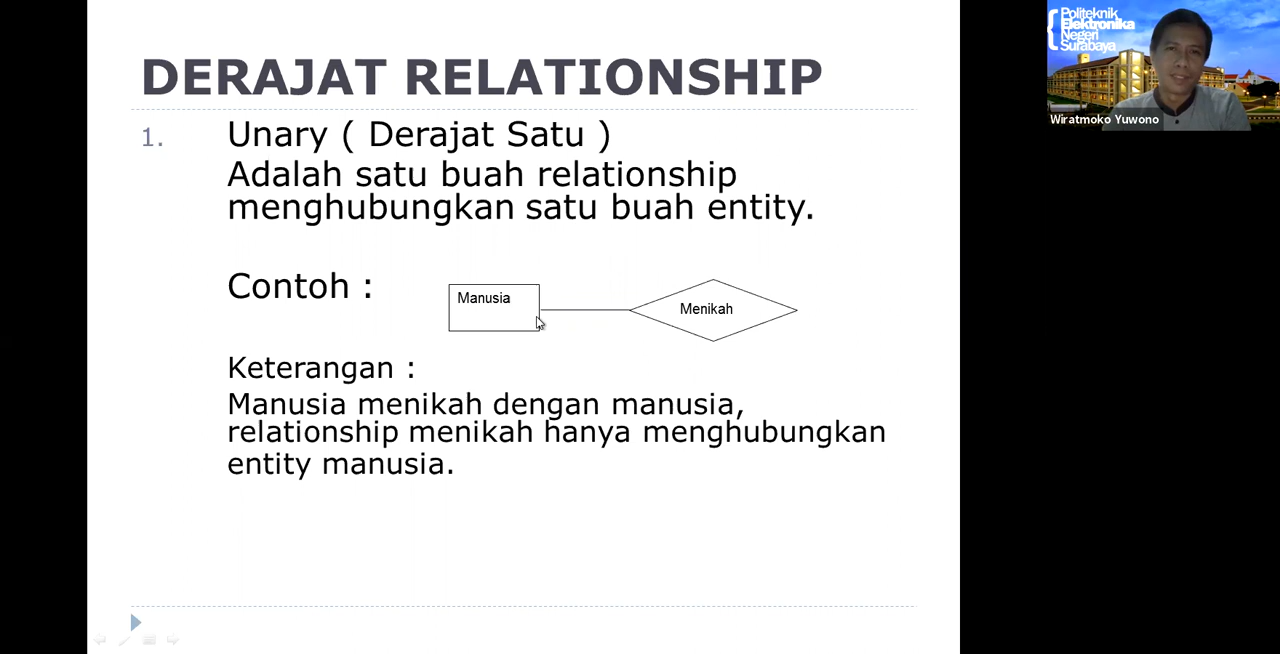 DERAJAT RELATIONSHIP
1. Unary ( Derajat Satu )
Adalah satu buah relationship
menghubungkan satu buah entity.
Contoh :
Manusia
Menikah
Keterangan :
Manusia menikah dengan manusia,
relationship menikah hanya menghubungkan
entity manusia.
Politeknik
Elektronika
Negeri
Surabaya
Wiratmoko Yuwono